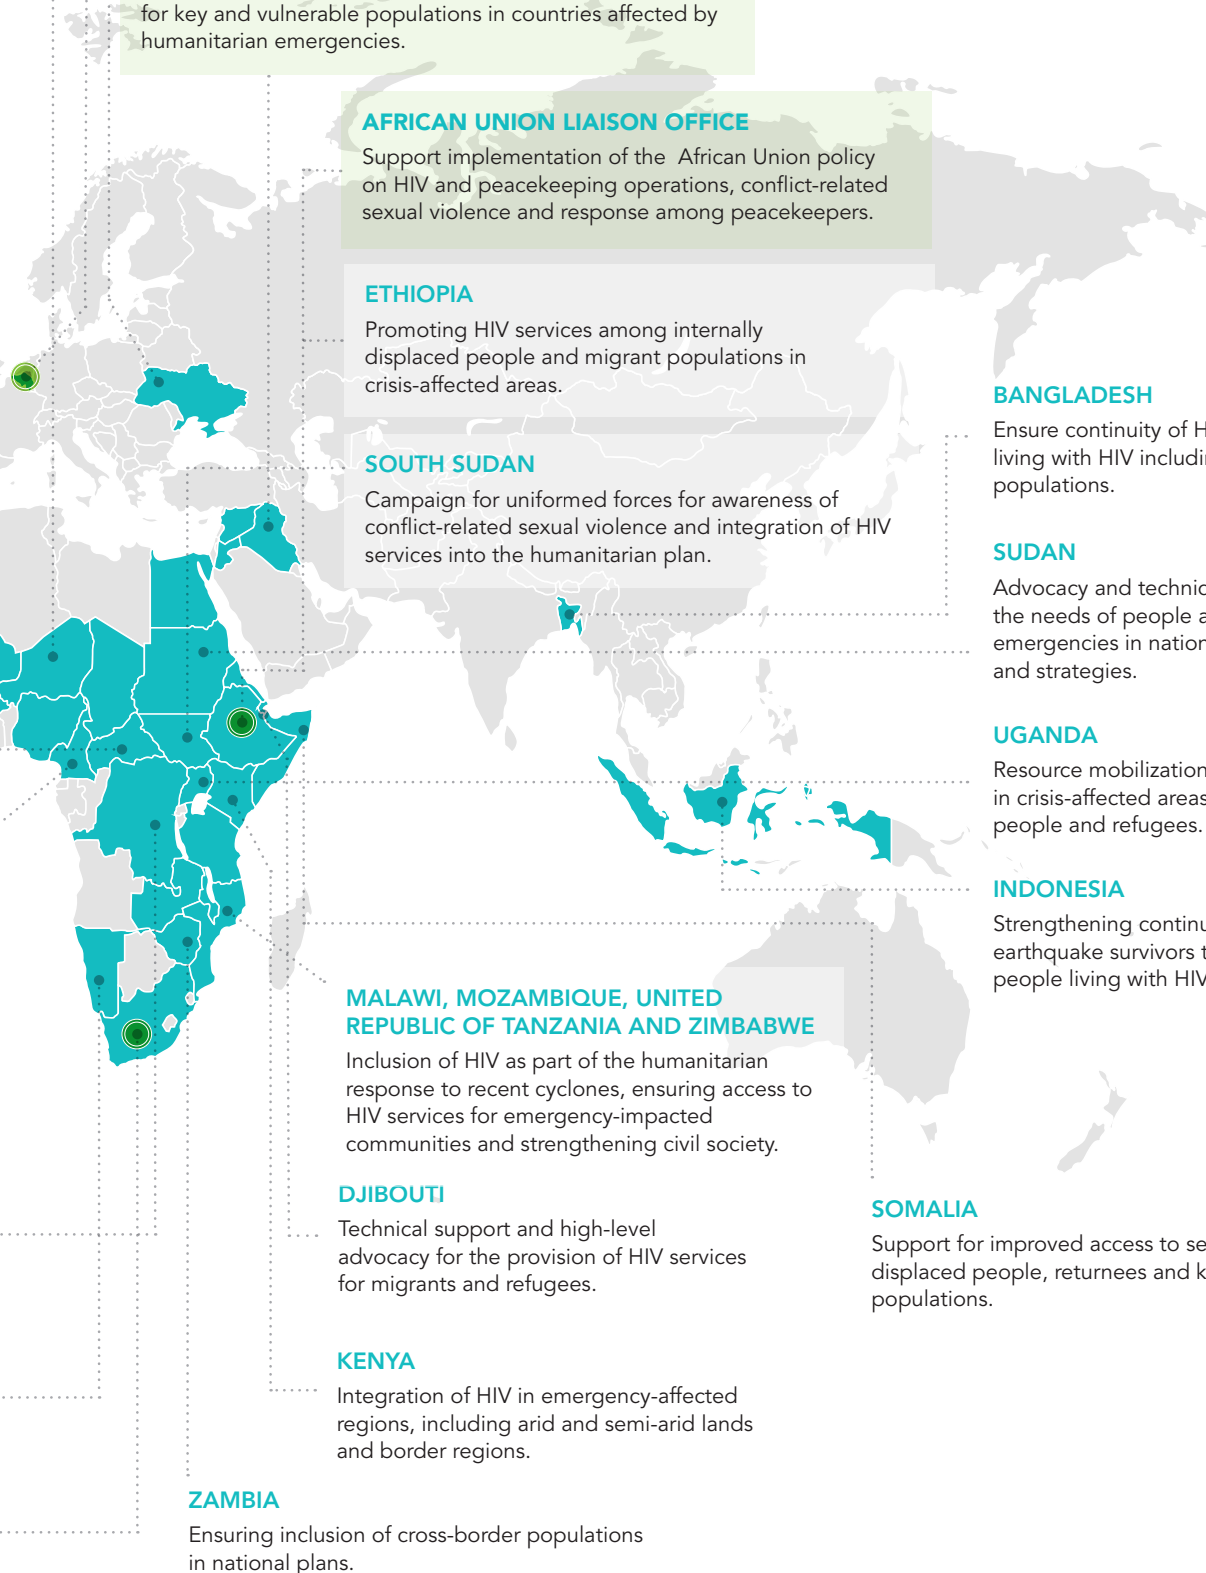 for key and vulnerable populations in countries affected by
humanitarian emergencies.
AFRICAN UNION LIAISON OFFICE
Support implementation of the African Union policy
on HIV and peacekeeping operations, conflict-related
sexual violence and response among peacekeepers.
ETHIOPIA
Promoting HIV services among internally
displaced people and migrant populations in
crisis-affected areas.
SOUTH SUDAN
Campaign for uniformed forces for awareness of
conflict-related sexual violence and integration of HIV
services into the humanitarian plan.
BANGLADESH
Ensure continuity of
living with HIV
populations.
SUDAN
Advocacy and
the needs of people
emergencies in
and strategies.
UGANDA
Resource mobilization
in crisis-affected areas
people and refugees.
INDONESIA
Strengthening
earthquake survivors
people living with HIV
MALAWI, MOZAMBIQUE, UNITED
REPUBLIC OF TANZANIA AND ZIMBABWE
Inclusion of HIV as part of the humanitarian
response to recent cyclones, ensuring access to
HIV services for emergency-impacted
communities and strengthening civil society.
DJIBOUTI
Technical support and high-level
advocacy for the provision of HIV services
for migrants and refugees.
SOMALIA
Support for improved access to
displaced people, returnees and
populations.
KENYA
Integration of HIV in emergency-affected
regions, including arid and semi-arid lands
and border regions.
ZAMBIA
Ensuring inclusion of cross-border populations
in national plans.